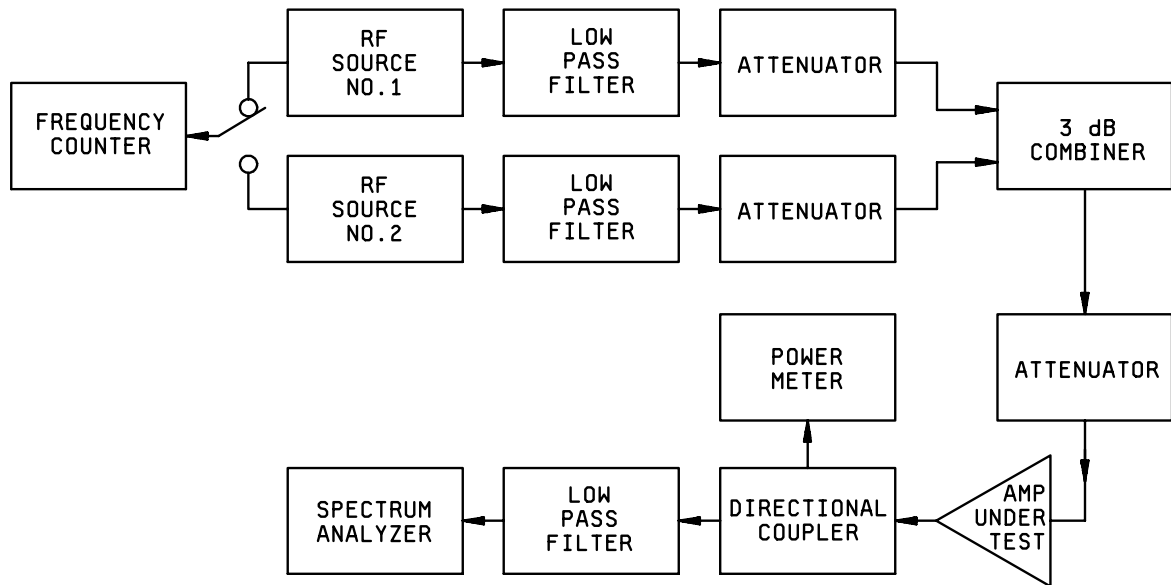 FREQUENCY
COUNTER
RF
SOURCE
NO.1
LOW
PASS
FILTER
ATTENUATOR
3 dB
COMBINER
RF
SOURCE
NO.2
LOW
PASS
FILTER
ATTENUATOR
ATTENUATOR
POWER
METER
SPECTRUM
ANALYZER
LOW
PASS
FILTER
DIRECTIONAL
COUPLER
AMP
UNDER
TEST